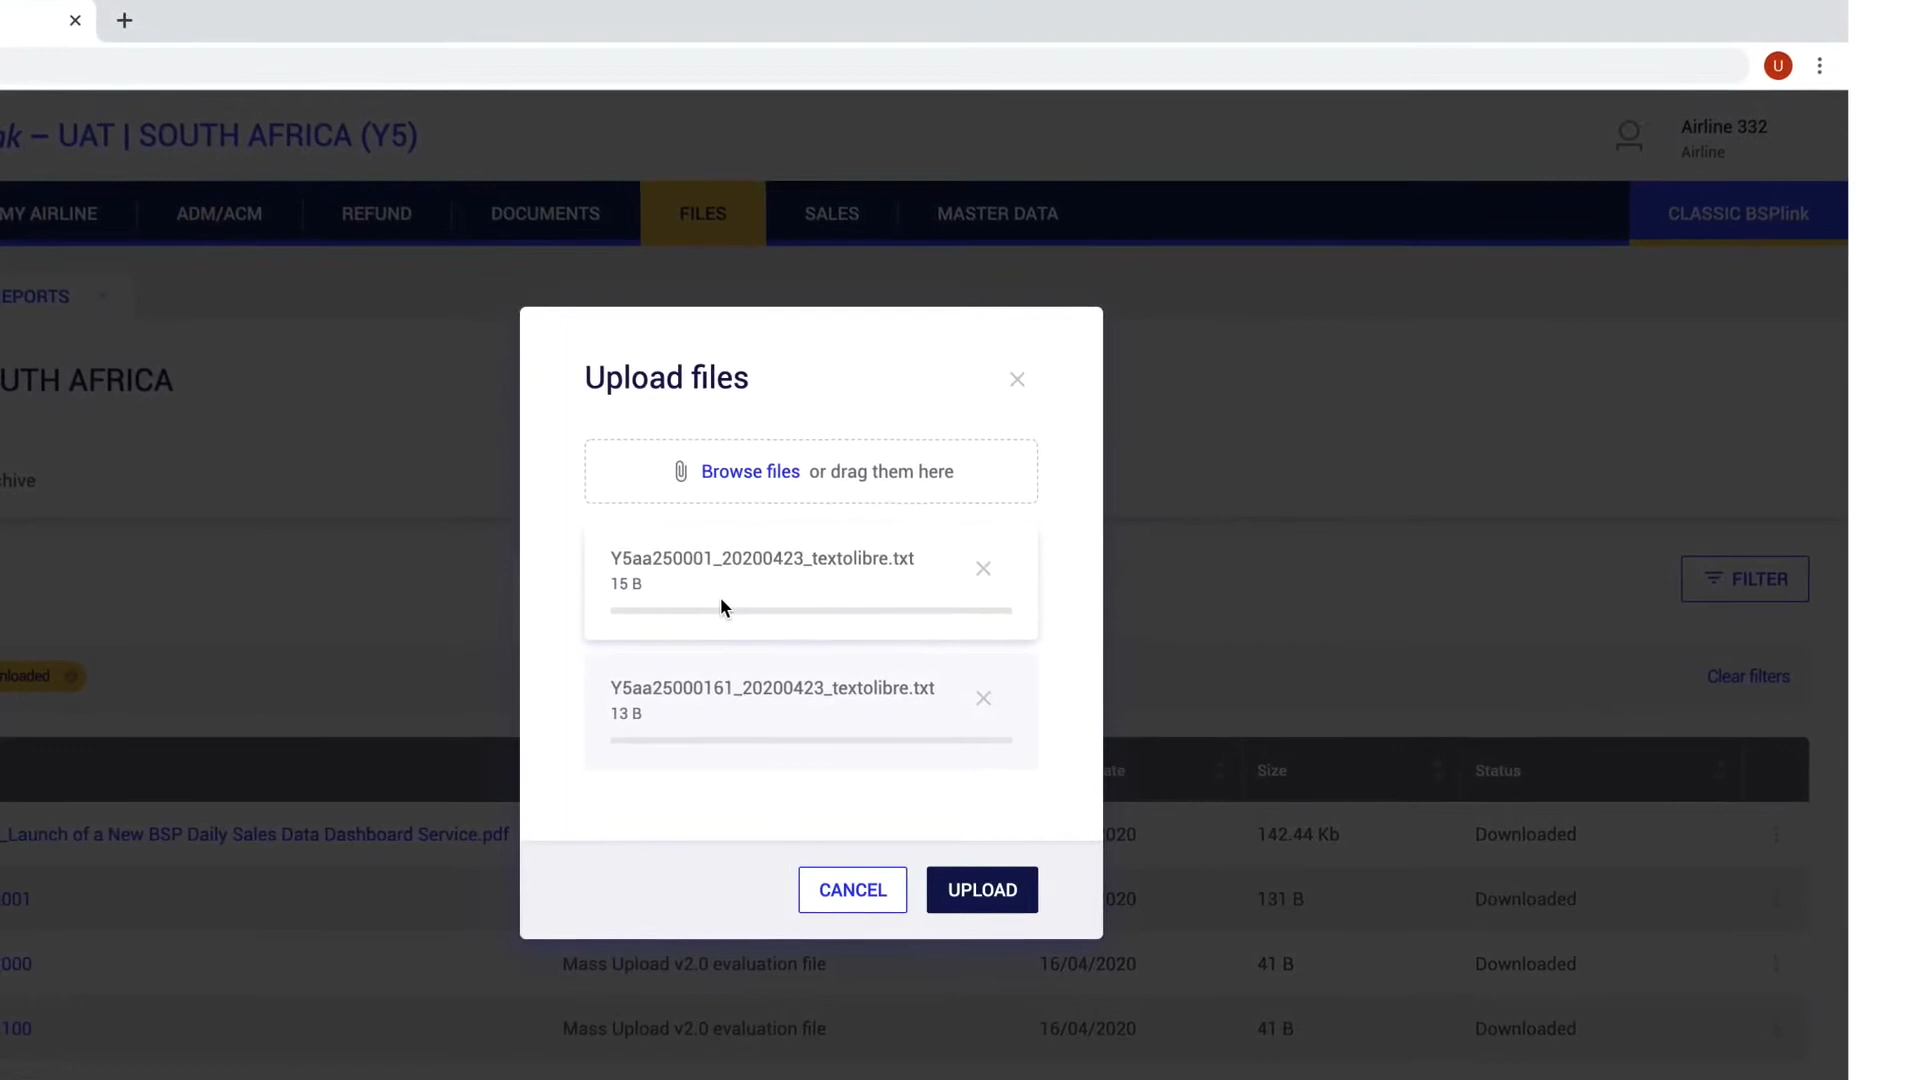 U
nk – UAT | SOUTH AFRICA (Y5)
Airline 332
Airline
MY AIRLINE
ADM/ACM
REFUND
DOCUMENTS
FILES
SALES
MASTER DATA
CLASSIC BSPlink
EPORTS
UTH AFRICA
Upload files
Browse files or drag them here
hive
Y5aa250001_20200423_textolibre.txt
15 B
FILTER
nloaded
Clear filters
Y5aa25000161_20200423_textolibre.txt
13 B
ate
Size
Status
_Launch of a New BSP Daily Sales Data Dashboard Service.pdf
020
142.44 Kb
Downloaded
CANCEL
UPLOAD
001
020
131 B
Downloaded
000
Mass Upload v2.0 evaluation file
16/04/2020
41 B
Downloaded
100
Mass Upload v2.0 evaluation file
16/04/2020
41 B
Downloaded